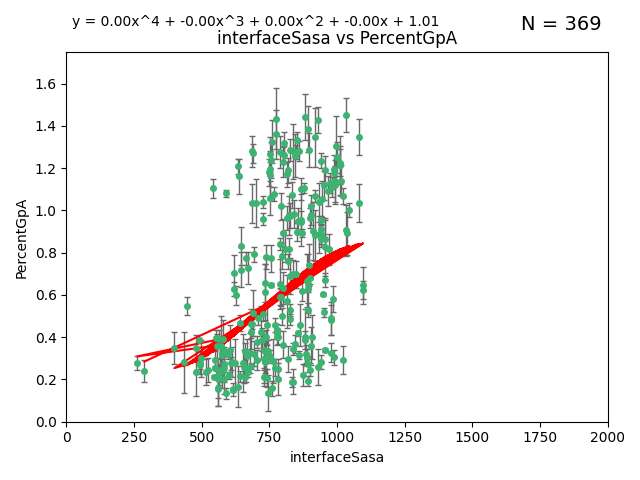 y = 0.00x^4 + -0.00x^3 + 0.00x^2 + -0.00x + 1.01
N = 369
interfaceSasa vs PercentGpA
1.6
1.4
1.2
1.0
0.8
0.6
0.4
0.2
0.0
PercentGpA
0 250 500 750 1000 1250 1500 1750 2000
interfaceSasa